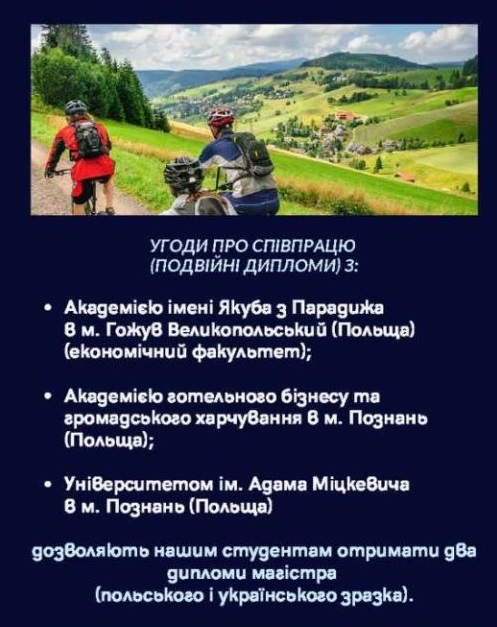 УГОДИ ПРО СПІВПРАЦЮ
(ПОДВІЙНІ ДИПЛОМИ) З:
• Академією імені Якуба з Парадижа
в м. Гожув Великопольський (Польща)
(економічний факультет);
• Академією готельного бізнесу та
громадського харчування в м. Познань
(Польща);
• Університетом ім. Адама Міцкевича
в м. Познань (Польща)
дозволяють нашим студентам отримати два
дипломи магістра
(польського і українського зразка).